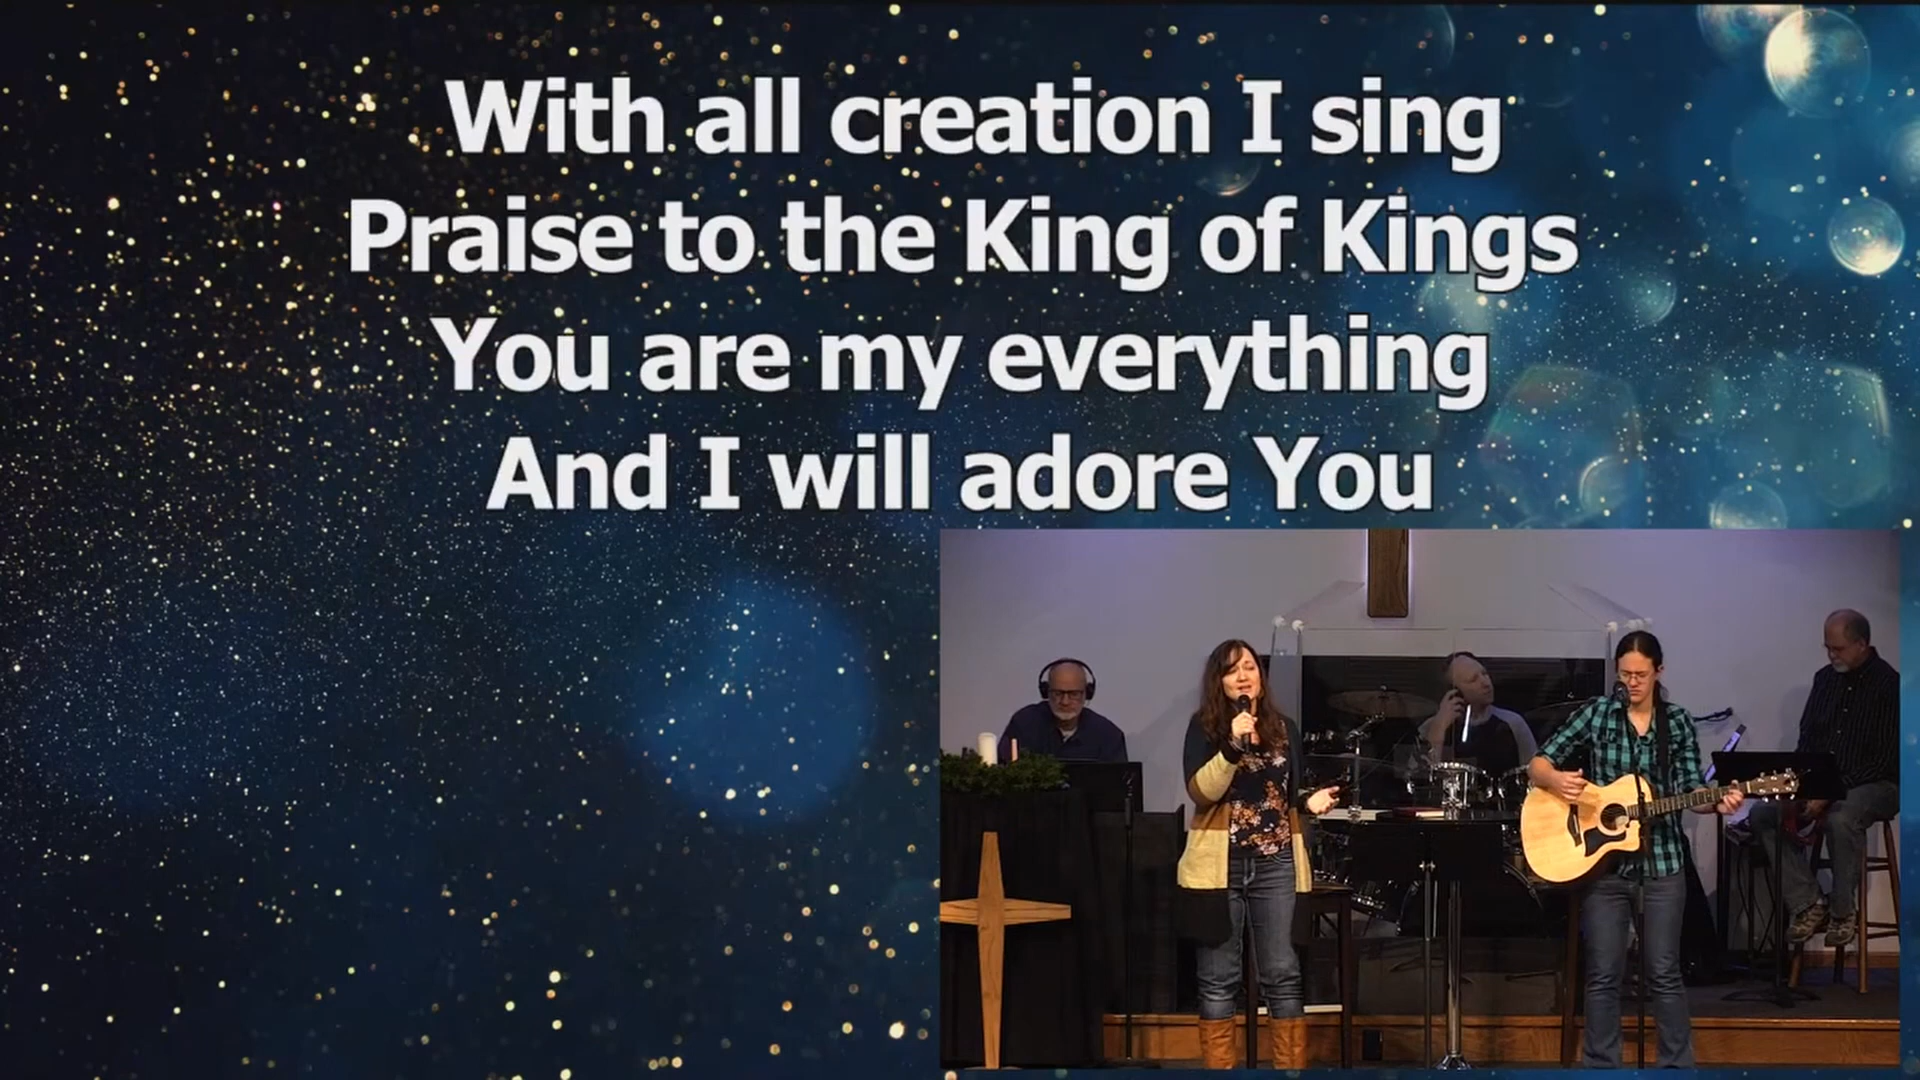 With all creation I sing
Praise to the King of Kings
You are my everything
And I will adore You